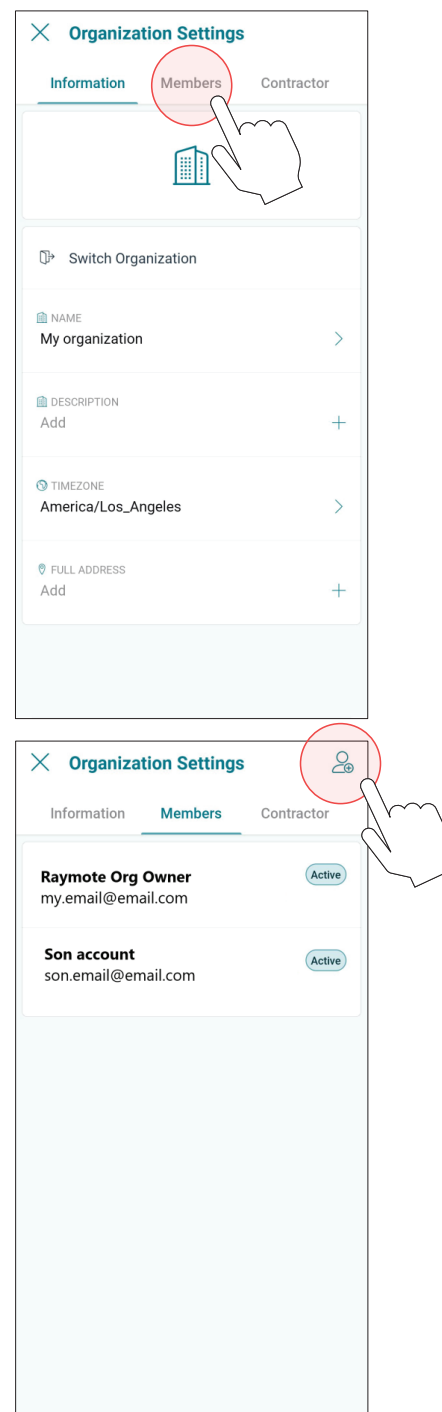 Organization Settings
Information Members Contractor
Switch Organization
NAME
My organization
DESCRIPTION
Add
TIMEZONE
America/Los_Angeles
FULL ADDRESS
Add
Organization Settings
Information Members Contractor
Raymote Org Owner Active
my.email@email.com
Son account Active
son.email@email.com